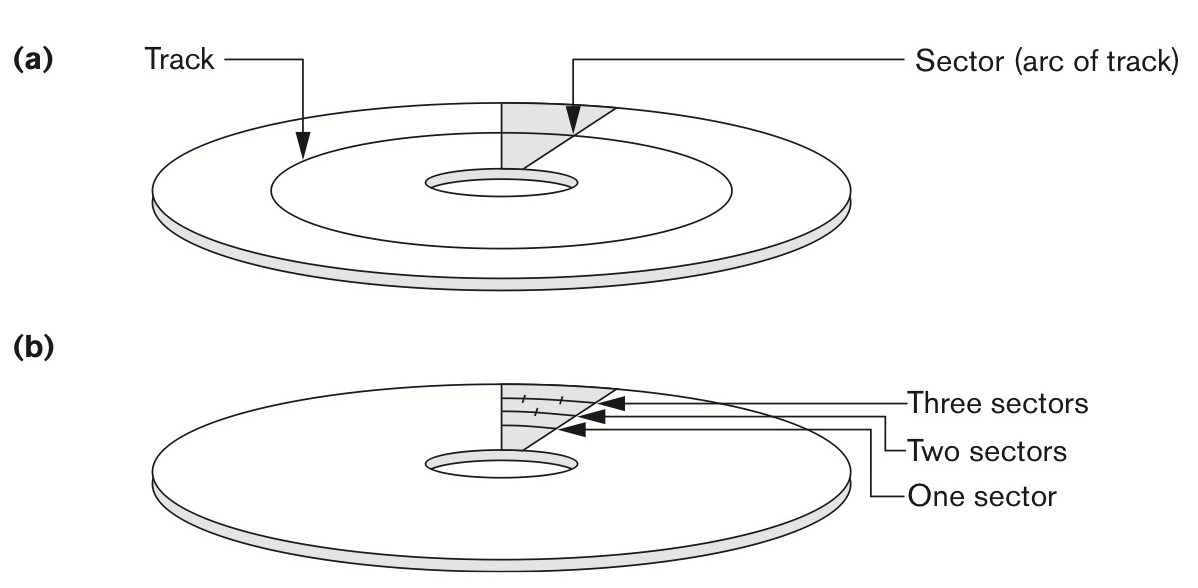 (a)
Track
Sector (arc of track)
(b)
Three sectors
Two sectors
One sector